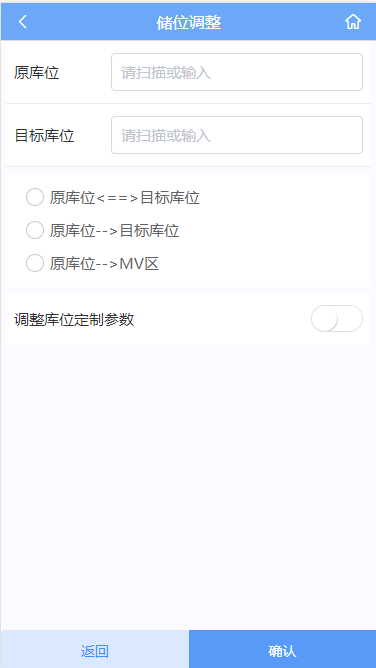 储位调整
原库位
请扫描或输入
目标库位
请扫描或输入
原库位<==>目标库位
原库位-->目标库位
原库位-->MV区
调整库位定制参数
返回
确认